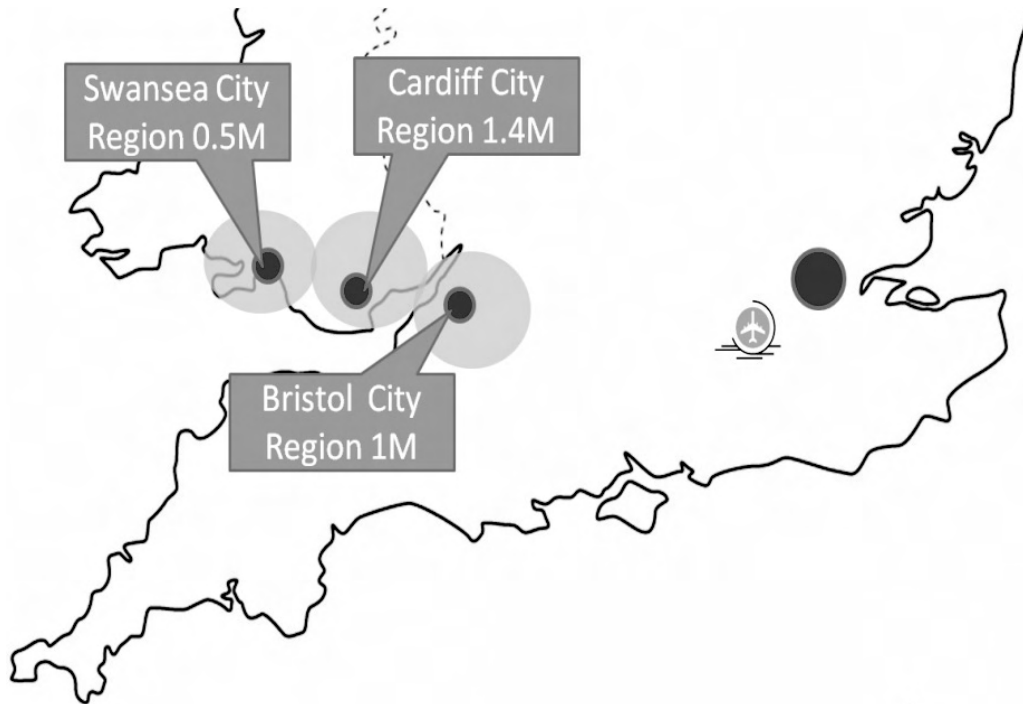 Swansea City
Region 0.5M
Cardiff City
Region 1.4M
Bristol City
Region 1M